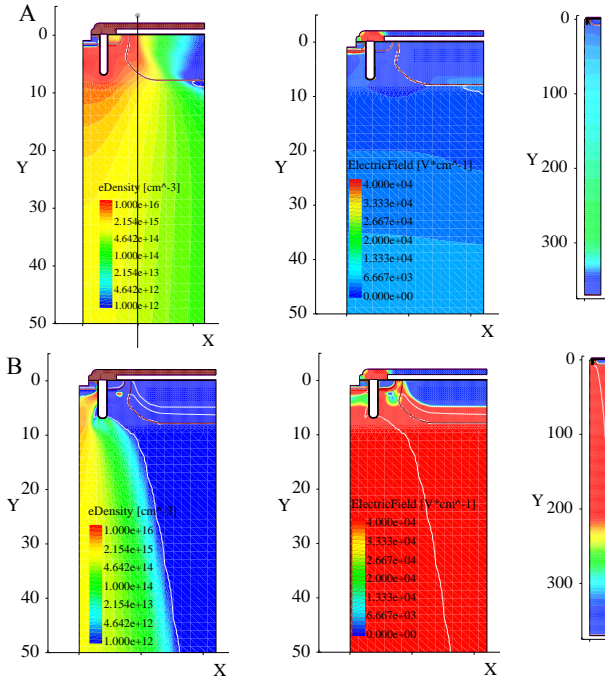 A
0
10
20
30
40
50
Y
X
eDensity [cm^-3]
1.000e+16
2.154e+15
4.642e+14
1.000e+14
2.154e+13
4.642e+12
1.000e+12
0
10
20
30
40
50
Y
X
ElectricField [V*cm^-1]
4.000e+04
3.333e+04
2.667e+04
2.000e+04
1.333e+04
6.667e+03
0.000e+00
0
100
200
300
Y
B
0
10
20
30
40
50
Y
X
eDensity [cm^-3]
1.000e+16
2.154e+15
4.642e+14
1.000e+14
2.154e+13
4.642e+12
1.000e+12
0
10
20
30
40
50
Y
X
ElectricField [V*cm^-1]
4.000e+04
3.333e+04
2.667e+04
2.000e+04
1.333e+04
6.667e+03
0.000e+00
0
100
200
300
Y